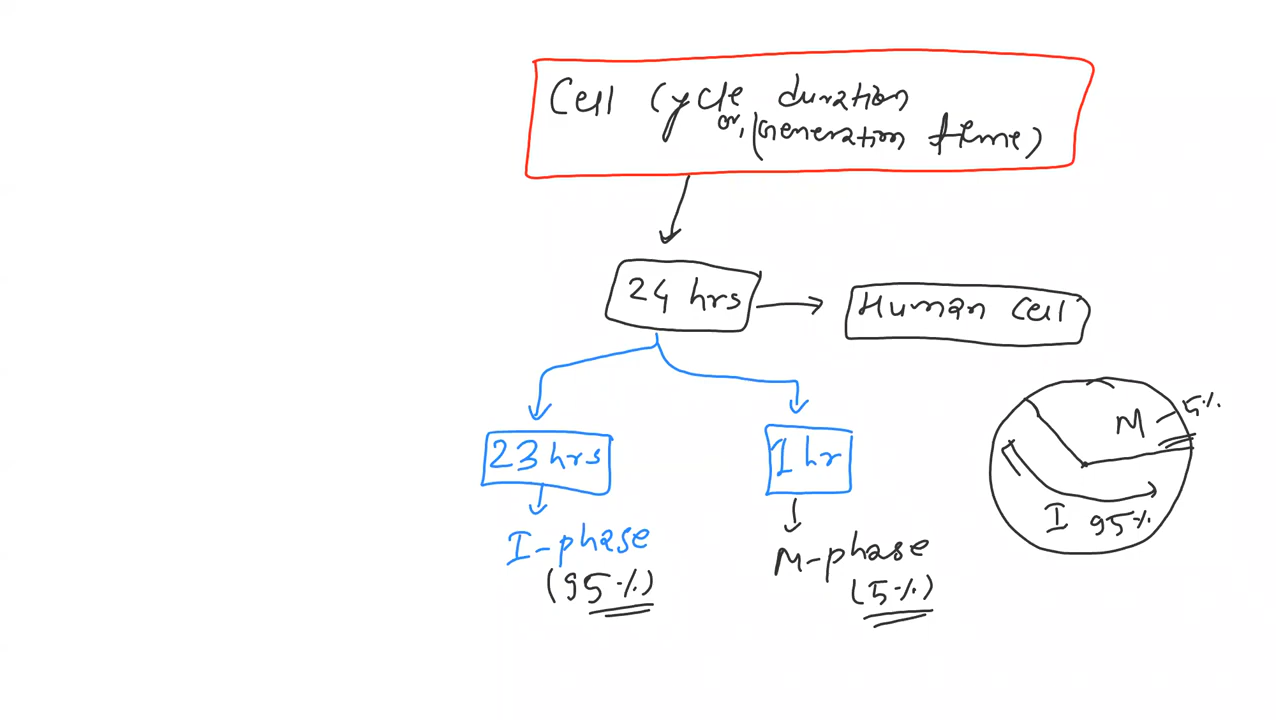 Cell Cycle duration
or, (Generation time)
24 hrs
Human Cell
23 hrs
1 hr
I-phase
(95%)
M-phase
(5%)
M
5%
I 95%